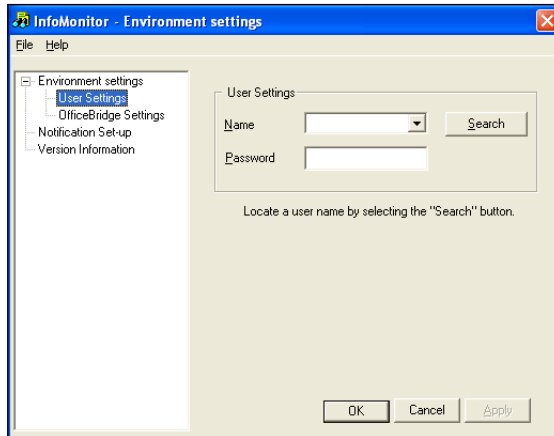 InfoMonitor - Environment settings
File Help
Environment settings
User Settings
OfficeBridge Settings
Notification Set-up
Version Information
User Settings
Name
Search
Password
Locate a user name by selecting the "Search" button.
OK Cancel Apply